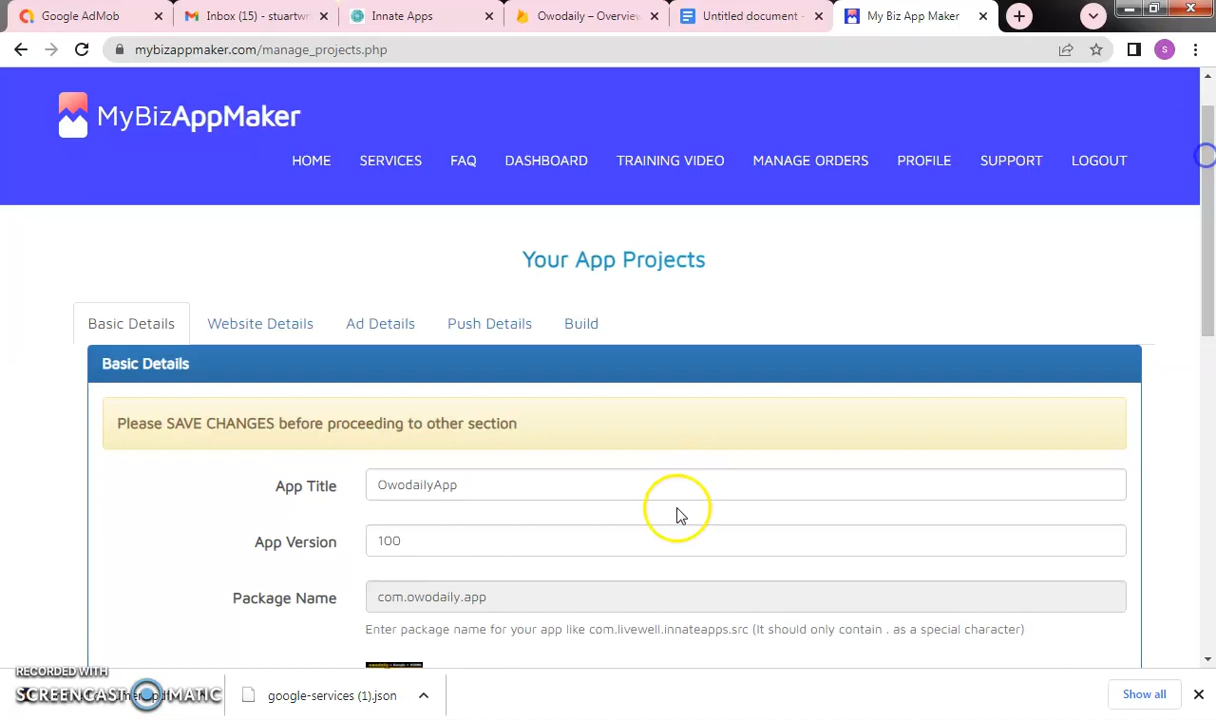 Google AdMob
Inbox (15) - stuartw
Innate Apps
Owodaily – Overvie
Untitled document -
My Biz App Maker
mybizappmaker.com/manage_projects.php
S
MyBizAppMaker
HOME SERVICES FAQ DASHBOARD TRAINING VIDEO MANAGE ORDERS PROFILE SUPPORT LOGOUT
Your App Projects
Basic Details Website Details Ad Details Push Details Build
Basic Details
Please SAVE CHANGES before proceeding to other section
App Title OwodailyApp
App Version 100
Package Name com.owodaily.app
Enter package name for your app like com.livewell.innateapps.src (It should only contain . as a special character)
RECORDED WITH
SCREENCAST MATIC
google-services (1).json
Show all